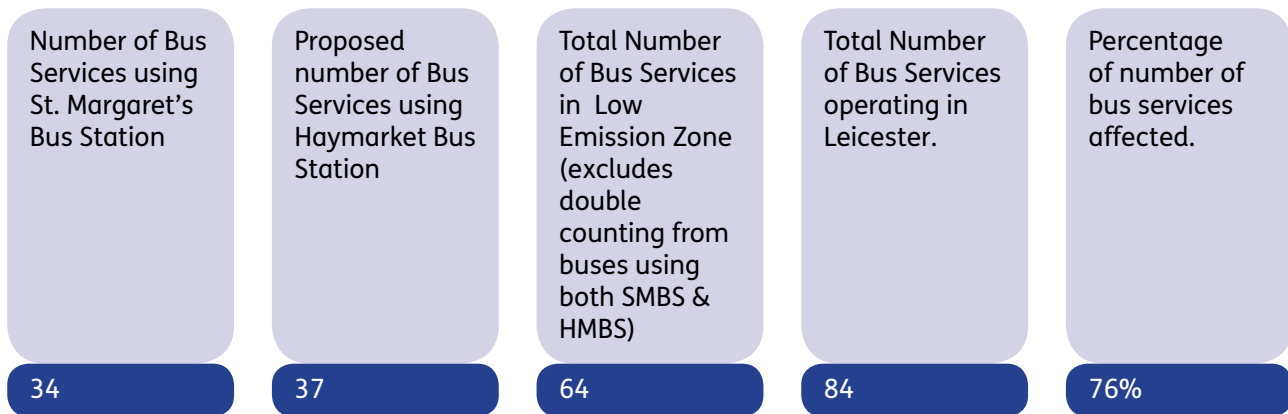 Number of Bus
Services using
St. Margaret's
Bus Station
34
Proposed
number of Bus
Services using
Haymarket Bus
Station
37
Total Number
of Bus Services
in Low
Emission Zone
(excludes
double
counting from
buses using
both SMBS &
HMBS)
64
Total Number
of Bus Services
operating in
Leicester.
84
Percentage
of number of
bus services
affected.
76%